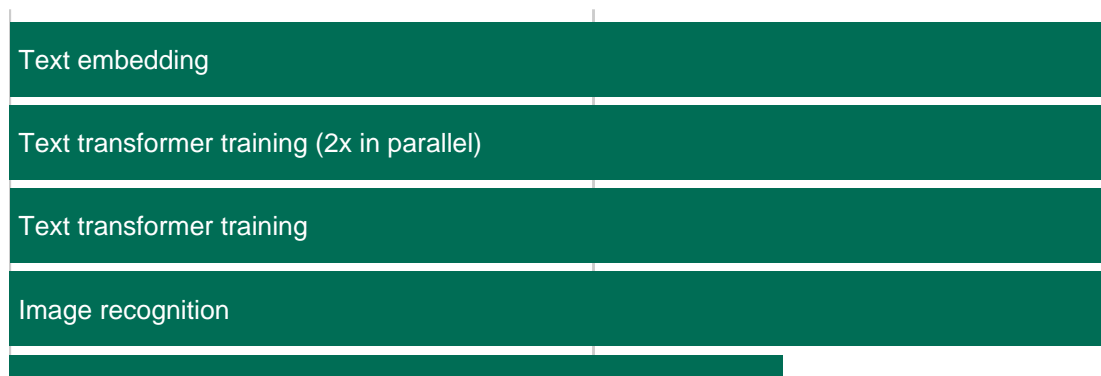 Text embedding
Text transformer training (2x in parallel)
Text transformer training
Image recognition